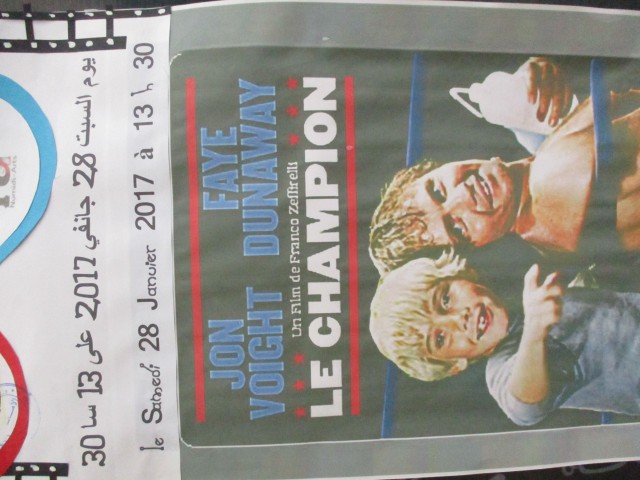 يوم السبت 28 جانفي 2017 على 13 سا 30
le Samedi 28 Janvier 2017 à 13 h 30
JON FAYE
VOIGHT DUNAWAY
Un Film de Franco Zeffirelli
LE CHAMPION